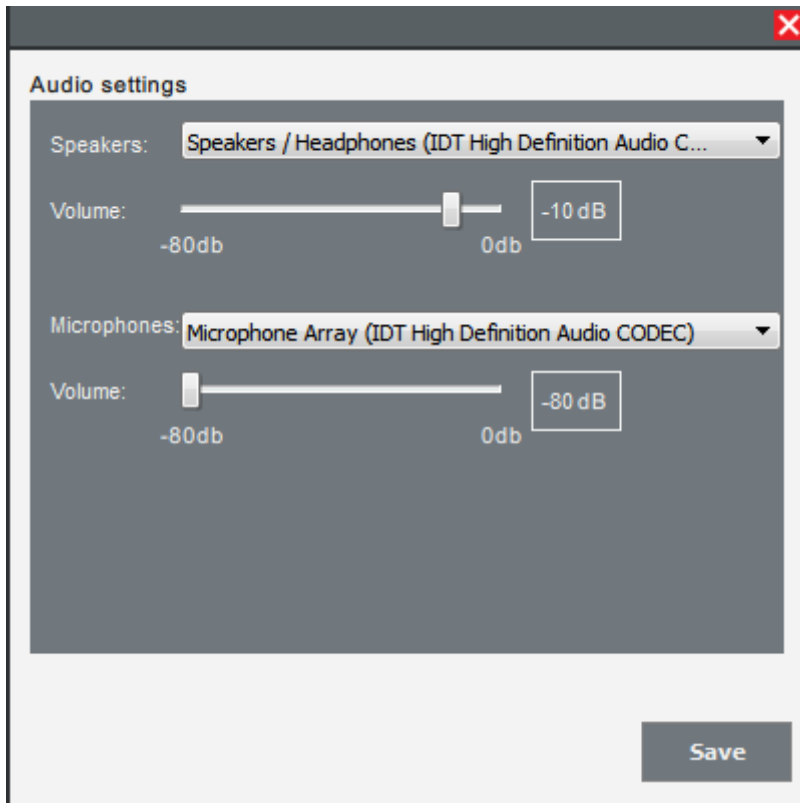 Audio settings
Speakers: Speakers / Headphones (IDT High Definition Audio C...
Volume: -10 dB
-80db 0db
Microphones: Microphone Array (IDT High Definition Audio CODEC)
Volume: -80 dB
-80db 0db
Save